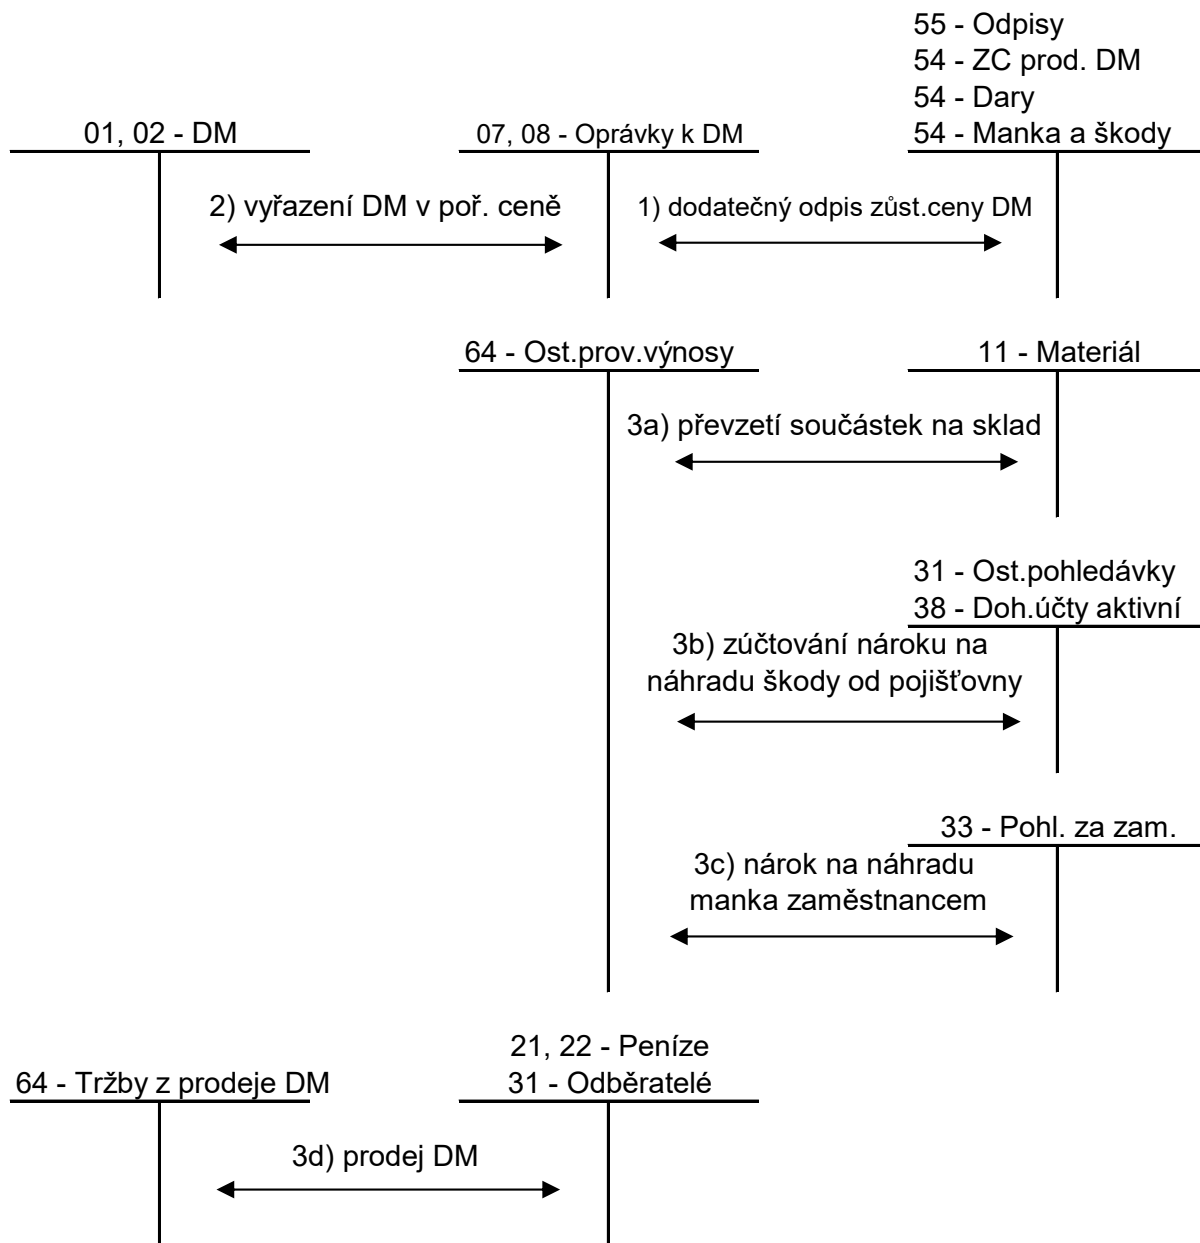 55 - Odpisy
54 - ZC prod. DM
54 - Dary
01, 02 - DM
07, 08 - Oprávky k DM
54 - Manka a škody
2) vyřazení DM v poř. ceně
1) dodatečný odpis zůst.ceny DM
64 - Ost.prov.výnosy
11 - Materiál
3a) převzetí součástek na sklad
31 - Ost.pohledávky
38 - Doh.účty aktivní
3b) zúčtování nároku na
náhradu škody od pojišťovny
33 - Pohl. za zam.
3c) nárok na náhradu
manka zaměstnancem
21, 22 - Peníze
64 - Tržby z prodeje DM
31 - Odběratelé
3d) prodej DM